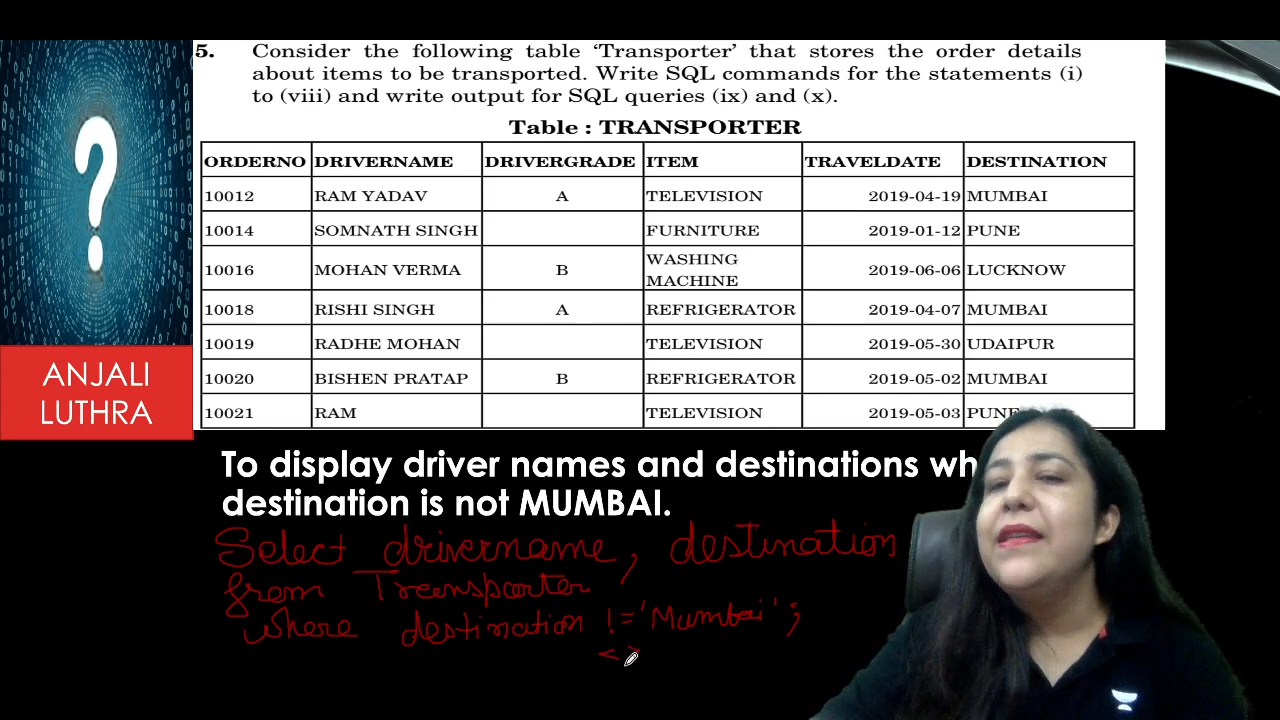 5. Consider the following table ‘Transporter’ that stores the order details
about items to be transported. Write SQL commands for the statements (i)
to (viii) and write output for SQL queries (ix) and (x).
Table : TRANSPORTER
ORDERNO DRIVERNAME DRIVERGRADE ITEM TRAVELDATE DESTINATION
10012 RAM YADAV A TELEVISION 2019-04-19 MUMBAI
10014 SOMNATH SINGH FURNITURE 2019-01-12 PUNE
10016 MOHAN VERMA B WASHING MACHINE 2019-06-06 LUCKNOW
10018 RISHI SINGH A REFRIGERATOR 2019-04-07 MUMBAI
10019 RADHE MOHAN TELEVISION 2019-05-30 UDAIPUR
10020 BISHEN PRATAP B REFRIGERATOR 2019-05-02 MUMBAI
10021 RAM TELEVISION 2019-05-03 PUNE
ANJALI
LUTHRA
To display driver names and destinations
destination is not MUMBAI.
Select drivername, destination
from Transporter
where destination != 'Mumbai' ;
<>